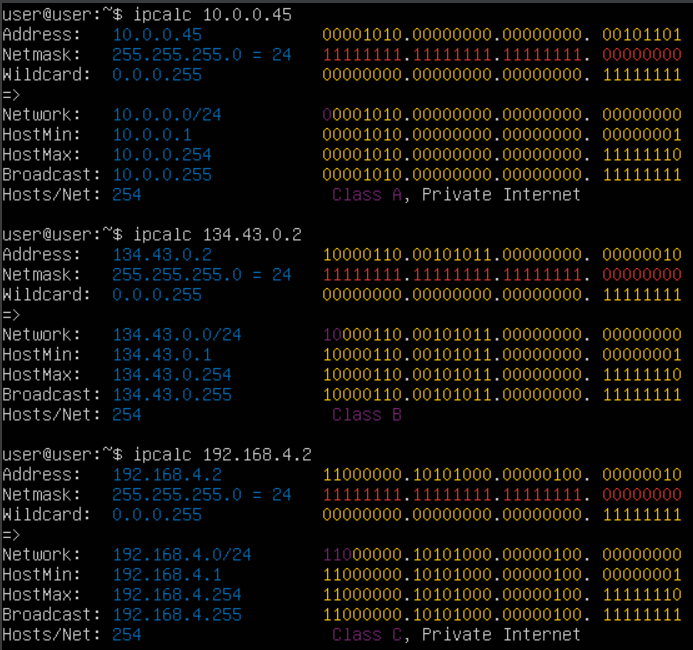 user@user:~$ ipcalc 10.0.0.45
Address:   10.0.0.45            00001010.00000000.00000000. 00101101
Netmask:   255.255.255.0 = 24   11111111.11111111.11111111. 00000000
Wildcard:  0.0.0.255            00000000.00000000.00000000. 11111111
=>
Network:   10.0.0.0/24          00001010.00000000.00000000. 00000000
HostMin:   10.0.0.1             00001010.00000000.00000000. 00000001
HostMax:   10.0.0.254           00001010.00000000.00000000. 11111110
Broadcast: 10.0.0.255           00001010.00000000.00000000. 11111111
Hosts/Net: 254                   Class A, Private Internet

user@user:~$ ipcalc 134.43.0.2
Address:   134.43.0.2           10000110.00101011.00000000. 00000010
Netmask:   255.255.255.0 = 24   11111111.11111111.11111111. 00000000
Wildcard:  0.0.0.255            00000000.00000000.00000000. 11111111
=>
Network:   134.43.0.0/24        10000110.00101011.00000000. 00000000
HostMin:   134.43.0.1           10000110.00101011.00000000. 00000001
HostMax:   134.43.0.254         10000110.00101011.00000000. 11111110
Broadcast: 134.43.0.255         10000110.00101011.00000000. 11111111
Hosts/Net: 254                   Class B

user@user:~$ ipcalc 192.168.4.2
Address:   192.168.4.2          11000000.10101000.00000100. 00000010
Netmask:   255.255.255.0 = 24   11111111.11111111.11111111. 00000000
Wildcard:  0.0.0.255            00000000.00000000.00000000. 11111111
=>
Network:   192.168.4.0/24       11000000.10101000.00000100. 00000000
HostMin:   192.168.4.1          11000000.10101000.00000100. 00000001
HostMax:   192.168.4.254        11000000.10101000.00000100. 11111110
Broadcast: 192.168.4.255        11000000.10101000.00000100. 11111111
Hosts/Net: 254                   Class C, Private Internet